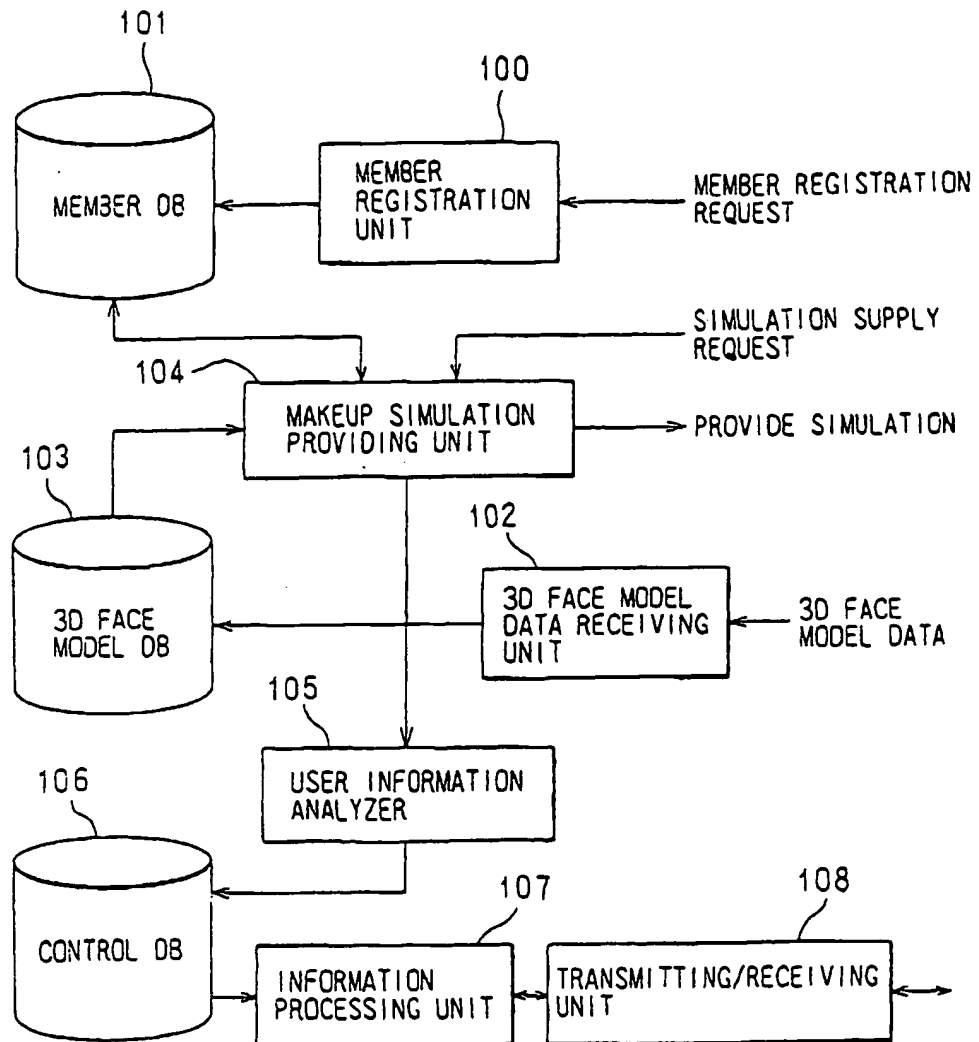 101
100
MEMBER DB
MEMBER
REGISTRATION
UNIT
MEMBER REGISTRATION
REQUEST
SIMULATION SUPPLY
REQUEST
104
MAKEUP SIMULATION
PROVIDING UNIT
PROVIDE SIMULATION
103
102
3D FACE
MODEL DB
3D FACE MODEL
DATA RECEIVING
UNIT
3D FACE
MODEL DATA
105
USER INFORMATION
ANALYZER
106
CONTROL DB
107
108
INFORMATION
PROCESSING UNIT
TRANSMITTING/RECEIVING
UNIT